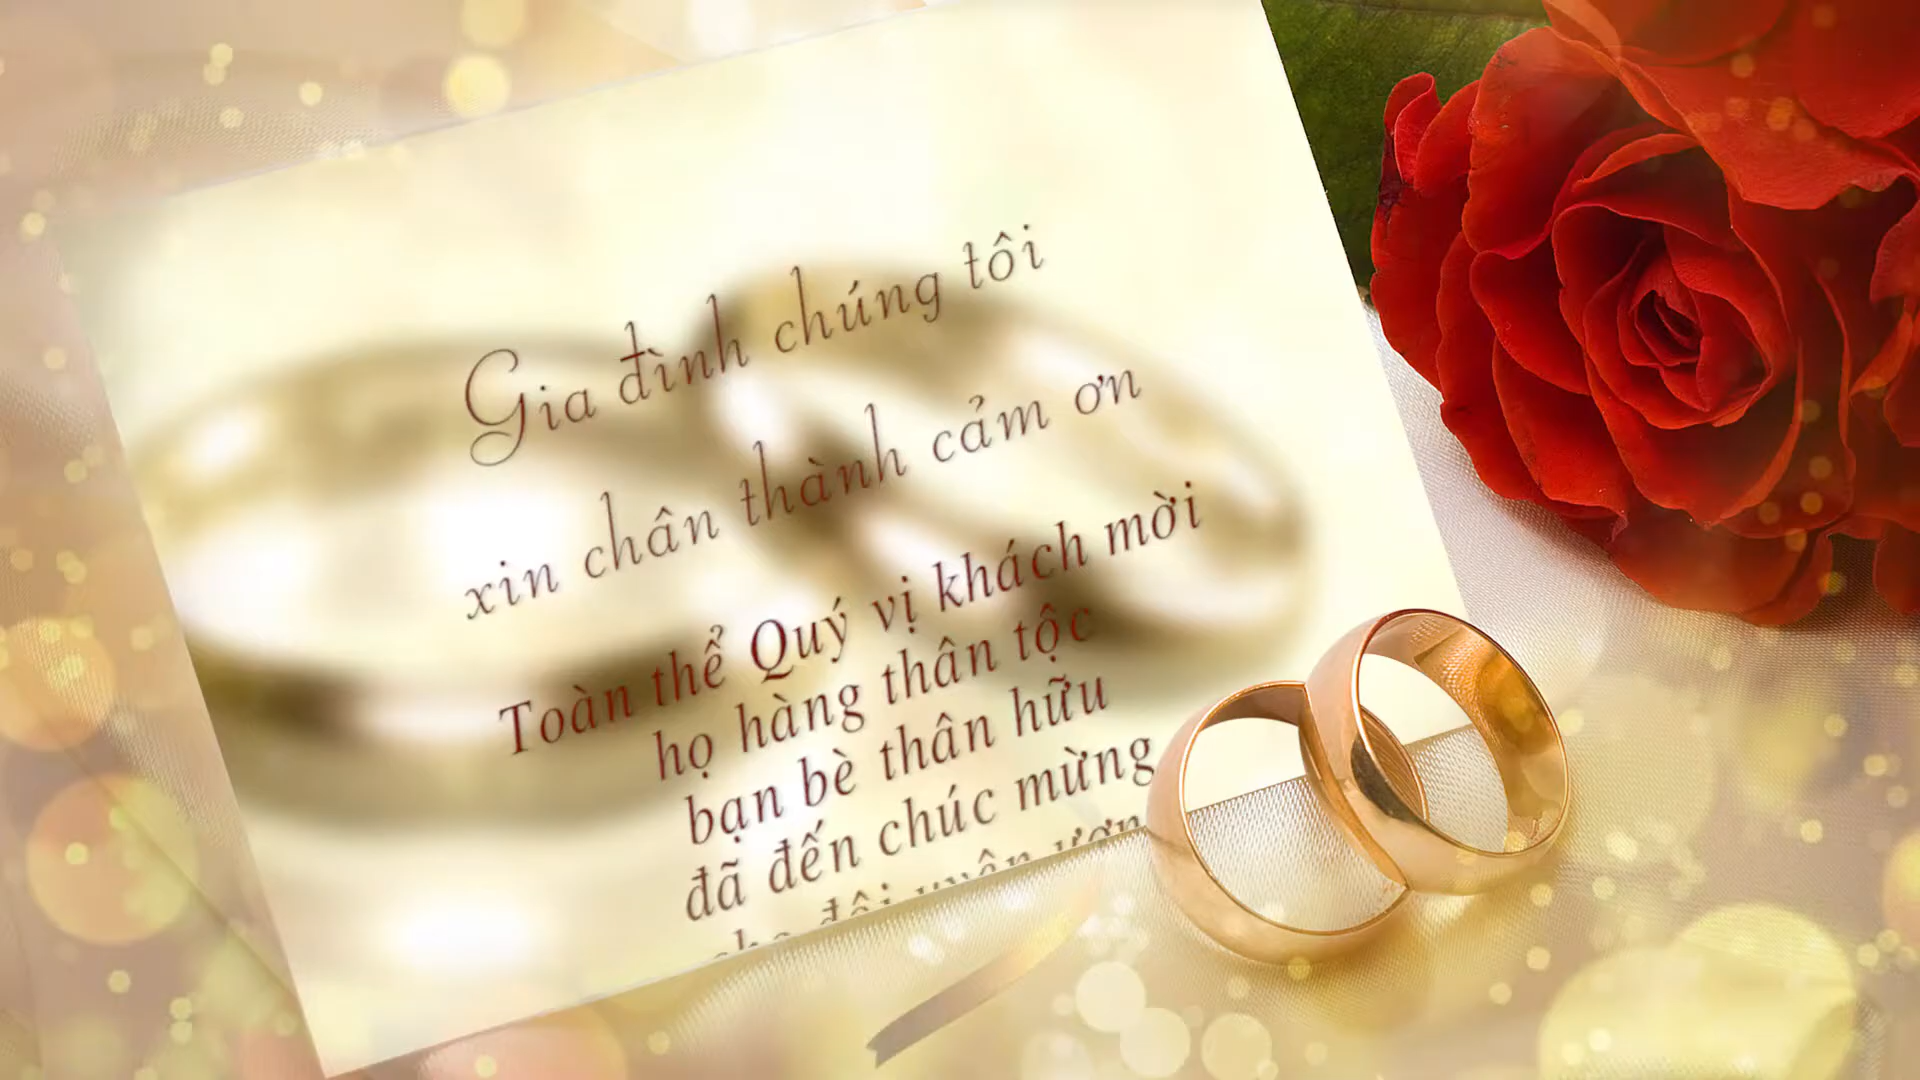 Gia đình chúng tôi
xin chân thành cảm ơn
Toàn thể Quý vị khách mời
họ hàng thân tộc
bạn bè thân hữu
đã đến chúc mừng